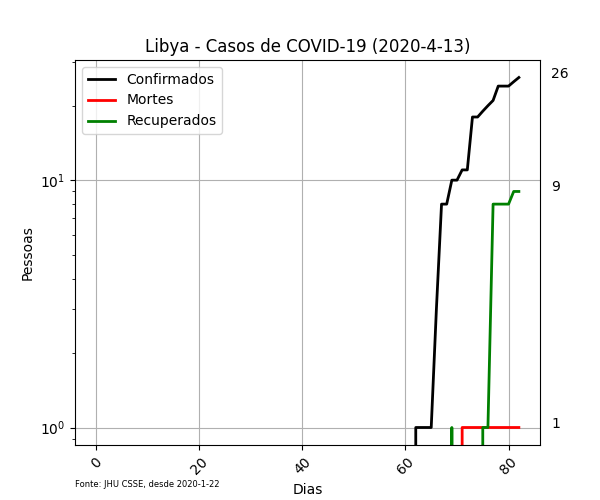 Libya - Casos de COVID-19 (2020-4-13)
Confirmados
Mortes
Recuperados
26
9
1
10¹
10⁰
Pessoas
0
20
40
60
80
Dias
Fonte: JHU CSSE, desde 2020-1-22